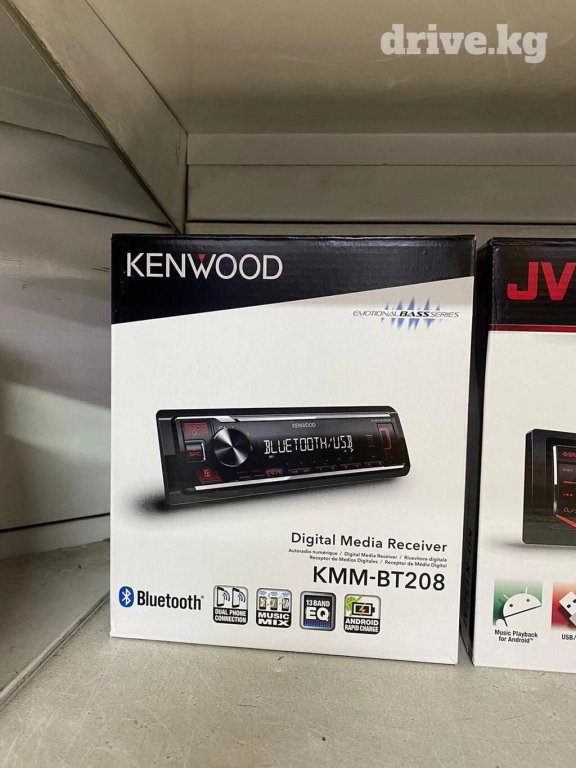 drive.kg
KENWOOD
EMOTIONAL BASS SERIES
KENWOOD
BLUETOOTH/USB
Digital Media Receiver
Autoradio numérique / Digital Media Receiver / Ricevitore digitale
Receptor de Medios Digitales / Receptor de Média Digital
KMM-BT208
Bluetooth®
DUAL PHONE
CONNECTION
MUSIC
MIX
13 BAND
EQ
ANDROID
RAPID CHARGE
JV
Music Playback
for Android™
USB/